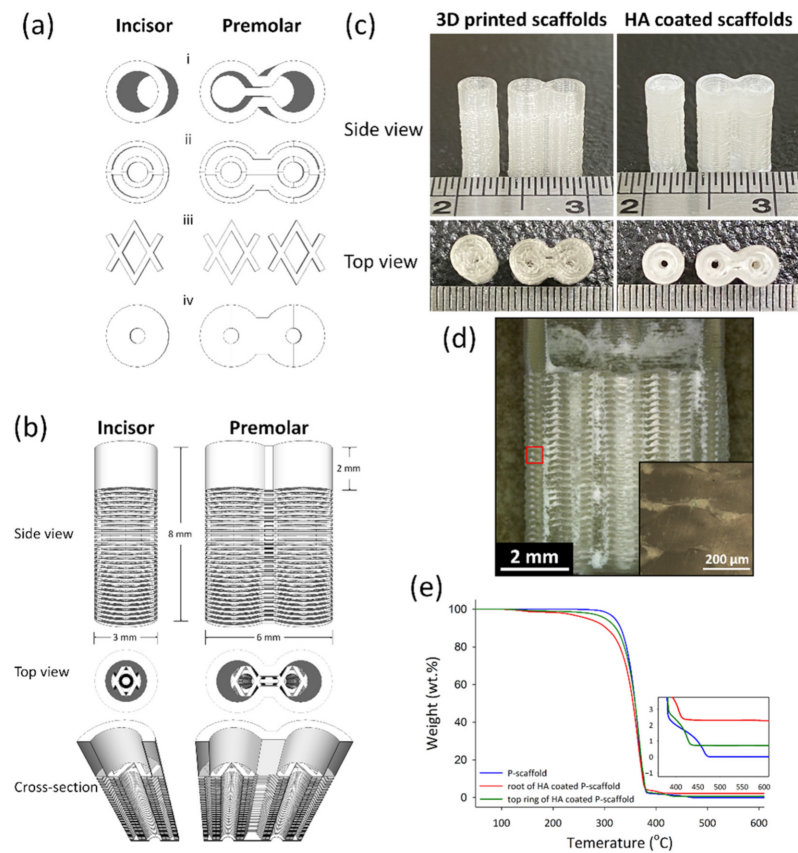 (a)
Incisor
Premolar
i
ii
iii
iv
(b)
Incisor
Premolar
Side view
2 mm
8 mm
3 mm
6 mm
Top view
Cross-section
(c)
3D printed scaffolds
HA coated scaffolds
Side view
2
3
2
3
Top view
(d)
2 mm
200 µm
(e)
Weight (wt.%)
100
80
60
40
20
0
3
2
1
0
-1
400 450 500 550 600
P-scaffold
root of HA coated P-scaffold
top ring of HA coated P-scaffold
100 200 300 400 500 600
Temerature (°C)